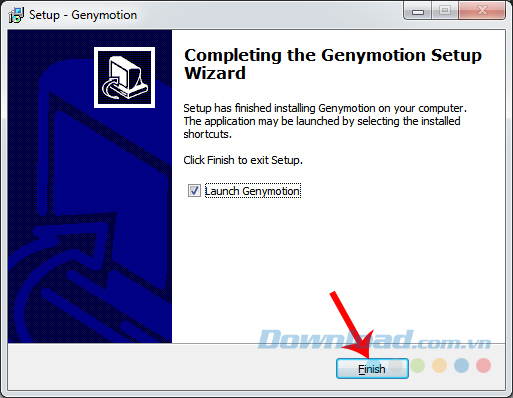 Setup - Genymotion
Completing the Genymotion Setup
Wizard
Setup has finished installing Genymotion on your computer.
The application may be launched by selecting the installed
shortcuts.
Click Finish to exit Setup.
Launch Genymotion
Download.com.vn
Finish